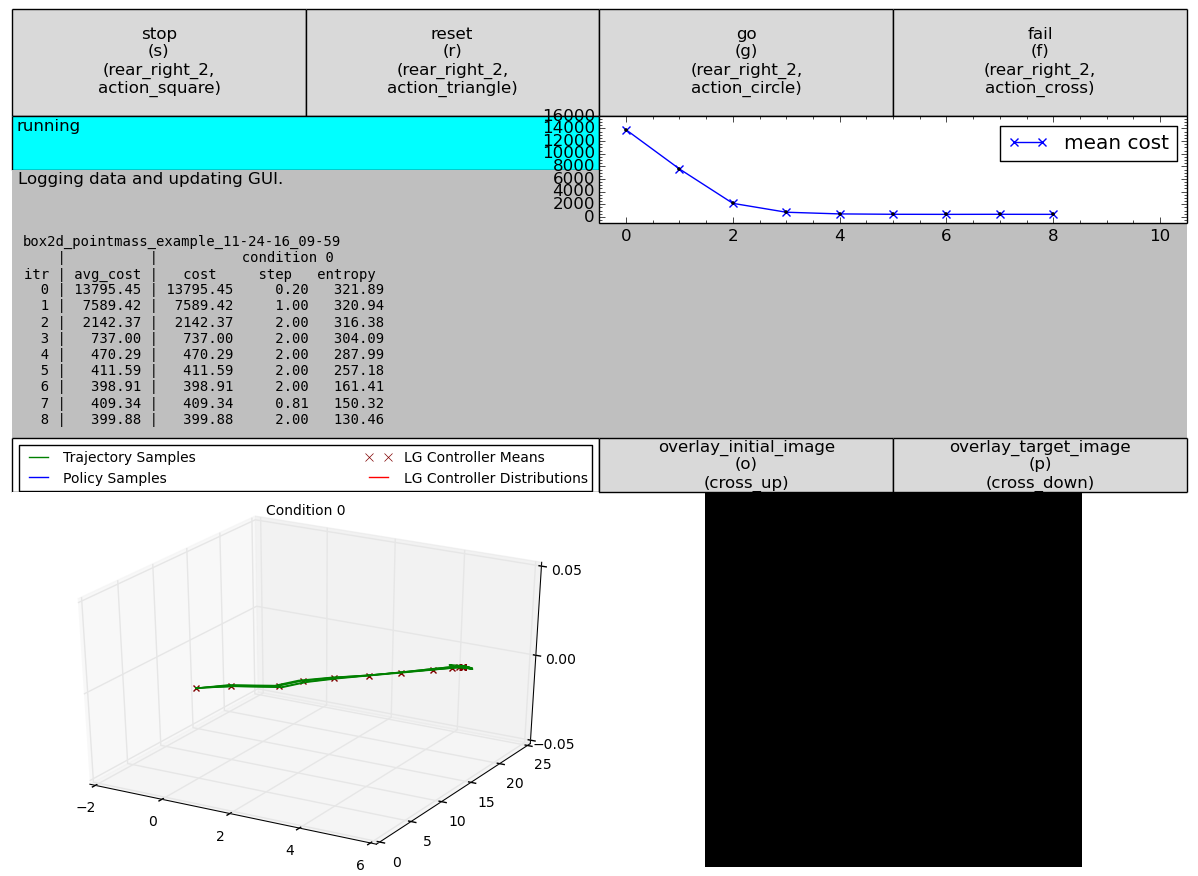 stop
(s)
(rear_right_2,
action_square)
reset
(r)
(rear_right_2,
action_triangle)
go
(g)
(rear_right_2,
action_circle)
fail
(f)
(rear_right_2,
action_cross)
running
Logging data and updating GUI.
16000
14000
12000
10000
8000
6000
4000
2000
0
mean cost
0 2 4 6 8 10
box2d_pointmass_example_11-24-16_09-59
| | condition 0
itr | avg_cost | cost step entropy
0 | 13795.45 | 13795.45 0.20 321.89
1 | 7589.42 | 7589.42 1.00 320.94
2 | 2142.37 | 2142.37 2.00 316.38
3 | 737.00 | 737.00 2.00 304.09
4 | 470.29 | 470.29 2.00 287.99
5 | 411.59 | 411.59 2.00 257.18
6 | 398.91 | 398.91 2.00 161.41
7 | 409.34 | 409.34 0.81 150.32
8 | 399.88 | 399.88 2.00 130.46
Trajectory Samples
Policy Samples
LG Controller Means
LG Controller Distributions
overlay_initial_image
(o)
(cross_up)
overlay_target_image
(p)
(cross_down)
Condition 0
0.05
0.00
−0.05
−2 0 2 4 6
0 5 10 15 20 25